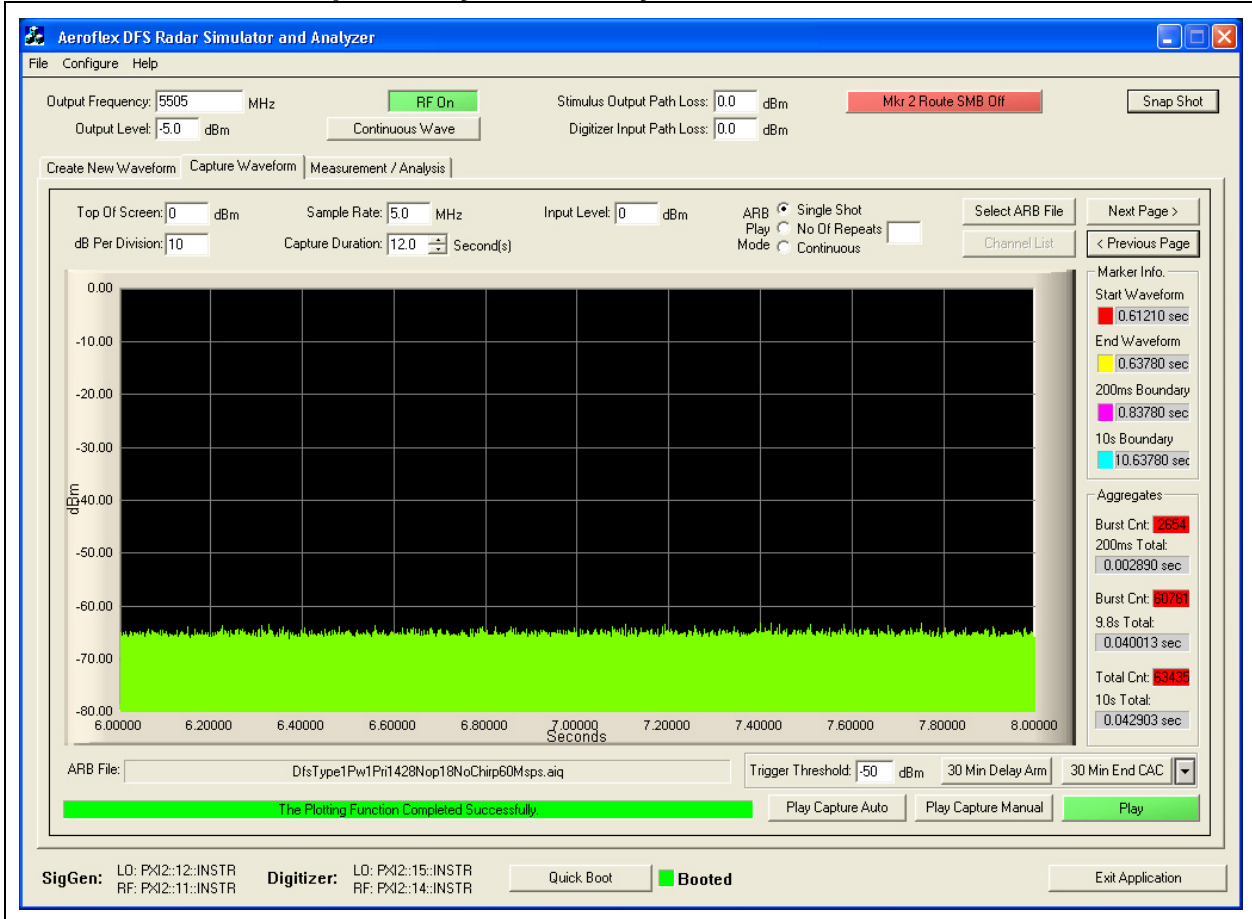 Aeroflex DFS Radar Simulator and Analyzer
File Configure Help
Output Frequency: 5505 MHz
RF On
Stimulus Output Path Loss: 0.0 dBm
Mkr 2 Route SMB Off
Snap Shot
Output Level: -5.0 dBm
Continuous Wave
Digitizer Input Path Loss: 0.0 dBm
Create New Waveform Capture Waveform Measurement / Analysis
Top Of Screen: 0 dBm
Sample Rate: 5.0 MHz
Input Level: 0 dBm
ARB Play Mode
Single Shot
No Of Repeats
Continuous
Select ARB File
Next Page >
dB Per Division: 10
Capture Duration: 12.0 Second(s)
Channel List
< Previous Page
0.00
-10.00
-20.00
-30.00
-40.00
-50.00
-60.00
-70.00
-80.00
dBm
6.00000 6.20000 6.40000 6.60000 6.80000 7.00000 7.20000 7.40000 7.60000 7.80000 8.00000
Seconds
Marker Info.
Start Waveform
0.61210 sec
End Waveform
0.63780 sec
200ms Boundary
0.83780 sec
10s Boundary
10.63780 sec
Aggregates
Burst Cnt: 2654
200ms Total:
0.002890 sec
Burst Cnt: 60781
9.8s Total:
0.040013 sec
Total Cnt: 63435
10s Total:
0.042903 sec
ARB File: DfsType1Pw1Pri1428Nop18NoChirp60Msps.aiq
Trigger Threshold: -50 dBm
30 Min Delay Arm
30 Min End CAC
The Plotting Function Completed Successfully.
Play Capture Auto
Play Capture Manual
Play
SigGen: LO: PXI2::12::INSTR
RF: PXI2::11::INSTR
Digitizer: LO: PXI2::15::INSTR
RF: PXI2::14::INSTR
Quick Boot
Booted
Exit Application